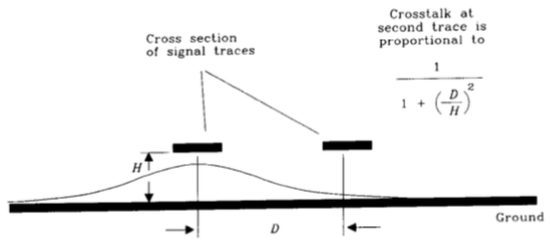 Cross section
of signal traces
Crosstalk at
second trace is
proportional to
1
1 + (D/H)²
H
D
Ground